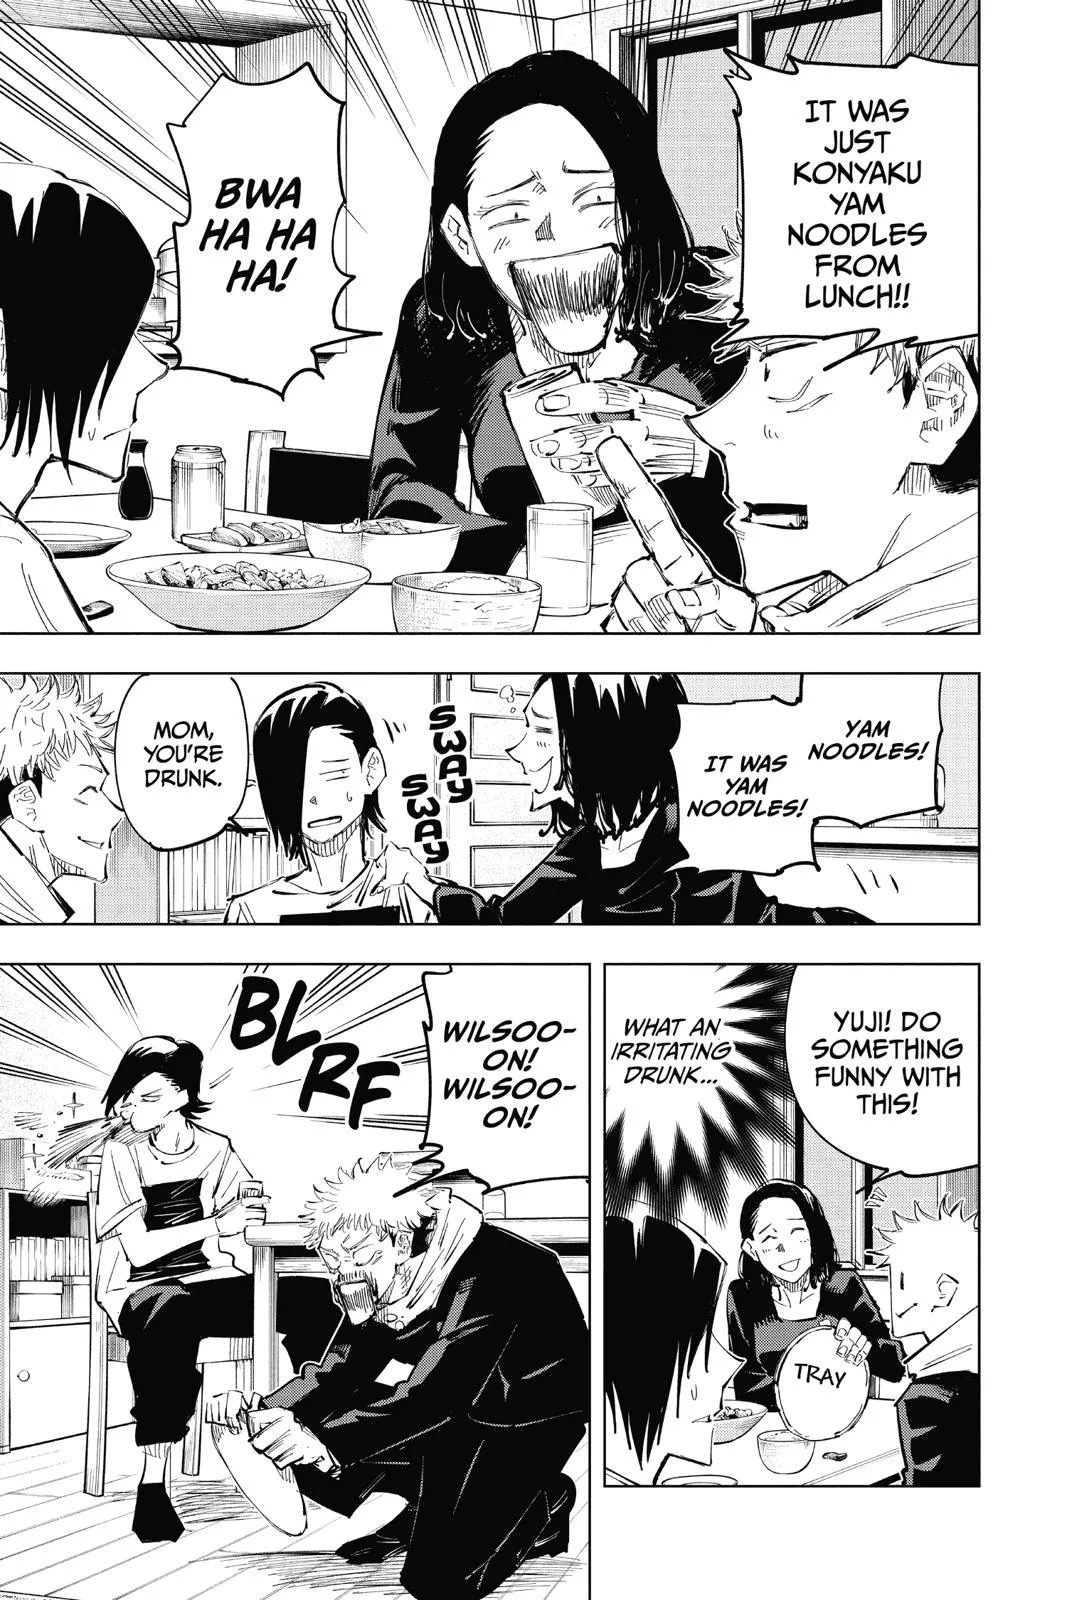 IT WAS
JUST
KONYAKU
YAM
NOODLES
FROM
LUNCH!!
BWA
HA HA
HA!
YAM
NOODLES!
IT WAS
YAM
NOODLES!
SWAY
SWAY
MOM,
YOU'RE
DRUNK.
YUJI! DO
SOMETHING
FUNNY WITH
THIS!
WHAT AN
IRRITATING
DRUNK...
TRAY
WILSOO-
ON!
WILSOO-
ON!
BLRF